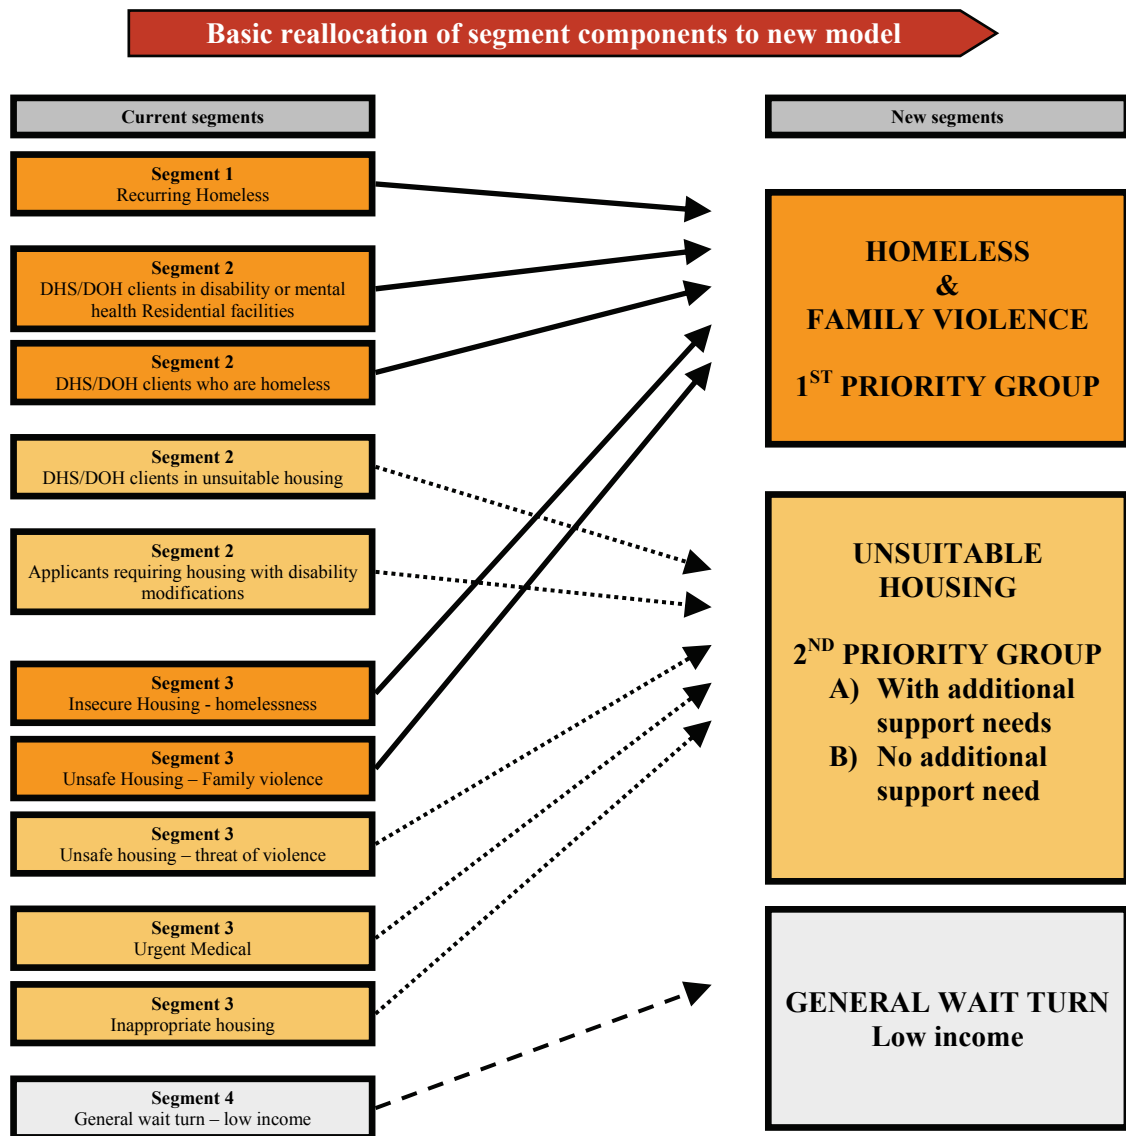 Basic reallocation of segment components to new model
Current segments
Segment 1
Recurring Homeless
Segment 2
DHS/DOH clients in disability or mental
health Residential facilities
Segment 2
DHS/DOH clients who are homeless
Segment 2
DHS/DOH clients in unsuitable housing
Segment 2
Applicants requiring housing with disability
modifications
Segment 3
Insecure Housing - homelessness
Segment 3
Unsafe Housing – Family violence
Segment 3
Unsafe housing – threat of violence
Segment 3
Urgent Medical
Segment 3
Inappropriate housing
Segment 4
General wait turn – low income
New segments
HOMELESS
&
FAMILY VIOLENCE
1ST PRIORITY GROUP
UNSUITABLE
HOUSING
2ND PRIORITY GROUP
A) With additional
support needs
B) No additional
support need
GENERAL WAIT TURN
Low income